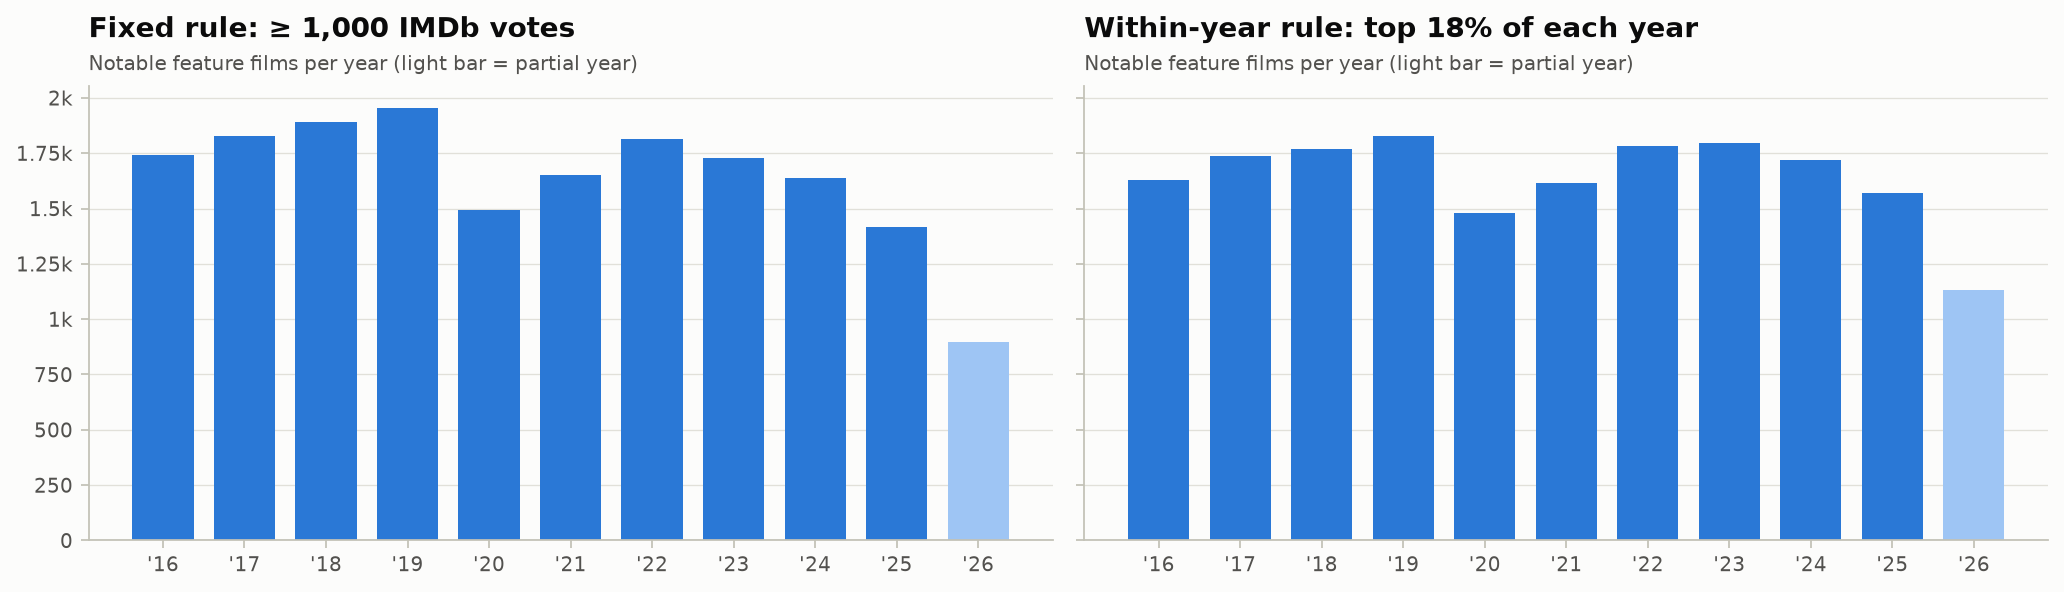 Fixed rule: ≥ 1,000 IMDb votes
Notable feature films per year (light bar = partial year)
2k
1.75k
1.5k
1.25k
1k
750
500
250
0
'16 '17 '18 '19 '20 '21 '22 '23 '24 '25 '26
Within-year rule: top 18% of each year
Notable feature films per year (light bar = partial year)
'16 '17 '18 '19 '20 '21 '22 '23 '24 '25 '26